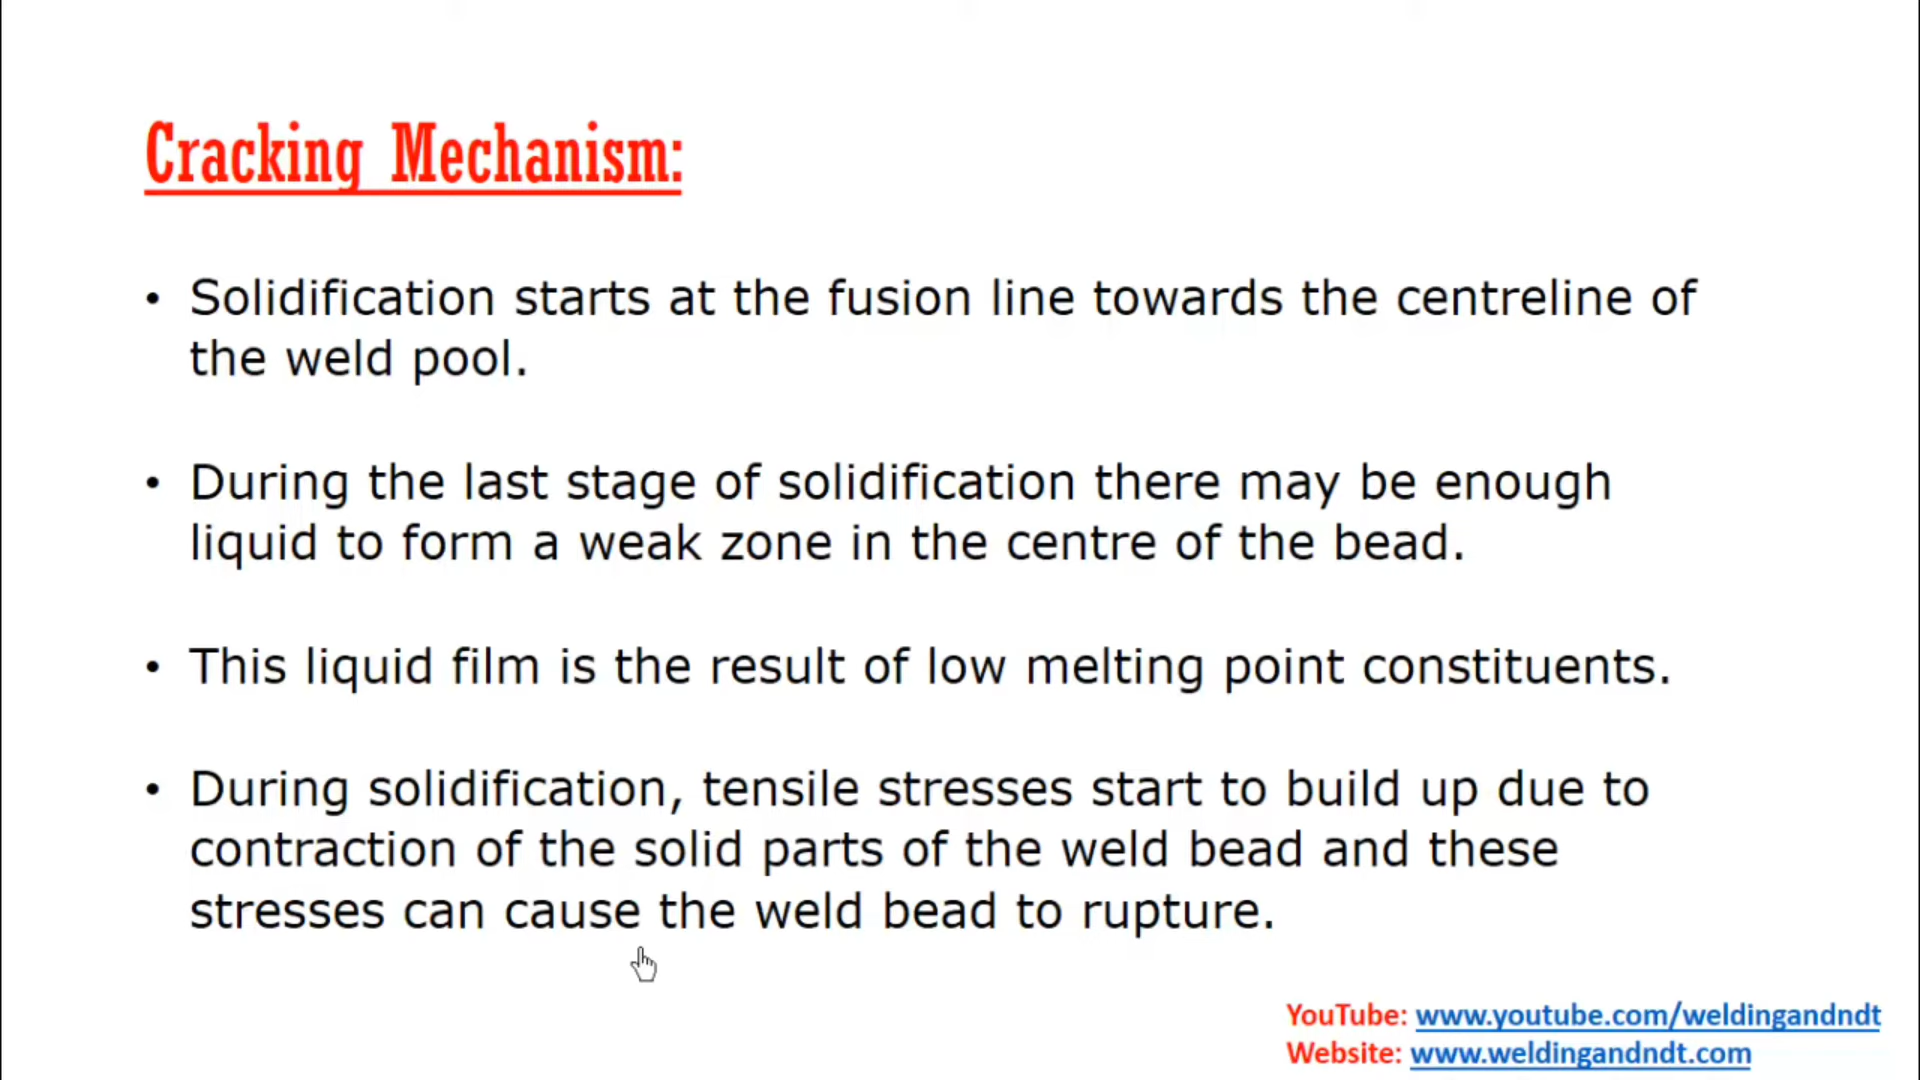 Cracking Mechanism:
• Solidification starts at the fusion line towards the centreline of
the weld pool.
• During the last stage of solidification there may be enough
liquid to form a weak zone in the centre of the bead.
• This liquid film is the result of low melting point constituents.
• During solidification, tensile stresses start to build up due to
contraction of the solid parts of the weld bead and these
stresses can cause the weld bead to rupture.
YouTube: www.youtube.com/weldingandndt
Website: www.weldingandndt.com